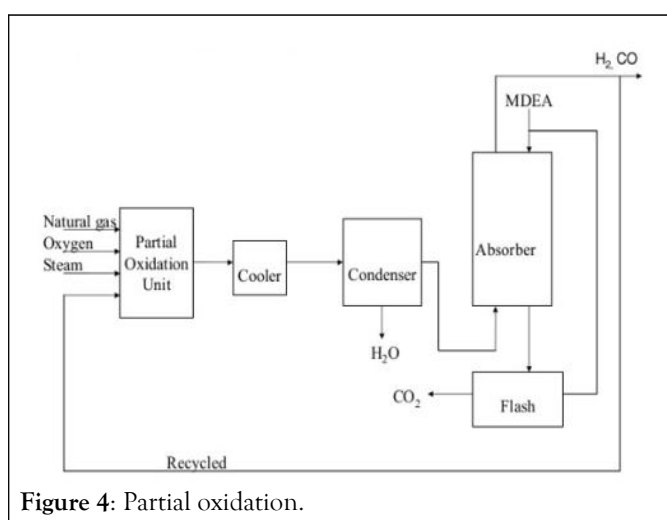 H₂, CO
MDEA
Natural gas
Oxygen
Steam
Partial
Oxidation
Unit
Cooler
Condenser
Absorber
H₂O
CO₂
Flash
Recycled
Figure 4: Partial oxidation.